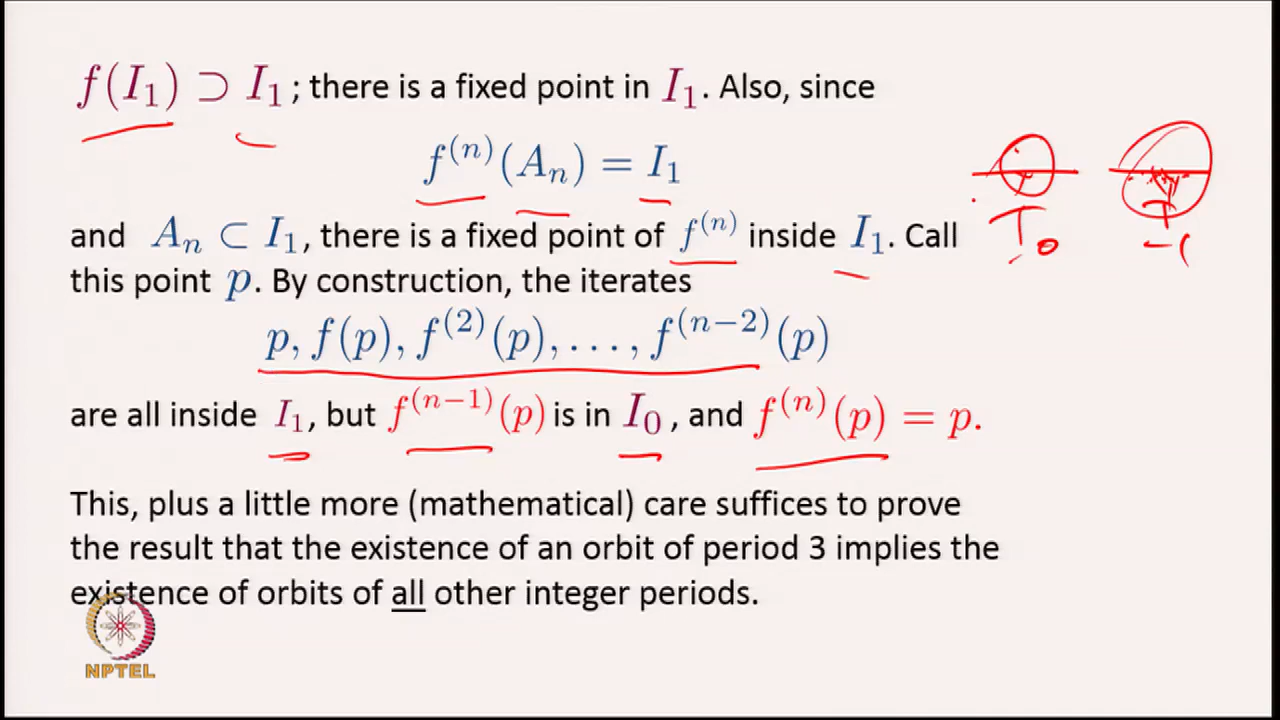 f(I₁) ⊃ I₁ ; there is a fixed point in I₁. Also, since
f⁽ⁿ⁾(Aₙ) = I₁
and Aₙ ⊂ I₁, there is a fixed point of f⁽ⁿ⁾ inside I₁. Call
this point p. By construction, the iterates
p, f(p), f⁽²⁾(p), . . . , f⁽ⁿ⁻²⁾(p)
are all inside I₁, but f⁽ⁿ⁻¹⁾(p) is in I₀ , and f⁽ⁿ⁾(p) = p.
This, plus a little more (mathematical) care suffices to prove
the result that the existence of an orbit of period 3 implies the
existence of orbits of all other integer periods.
NPTEL